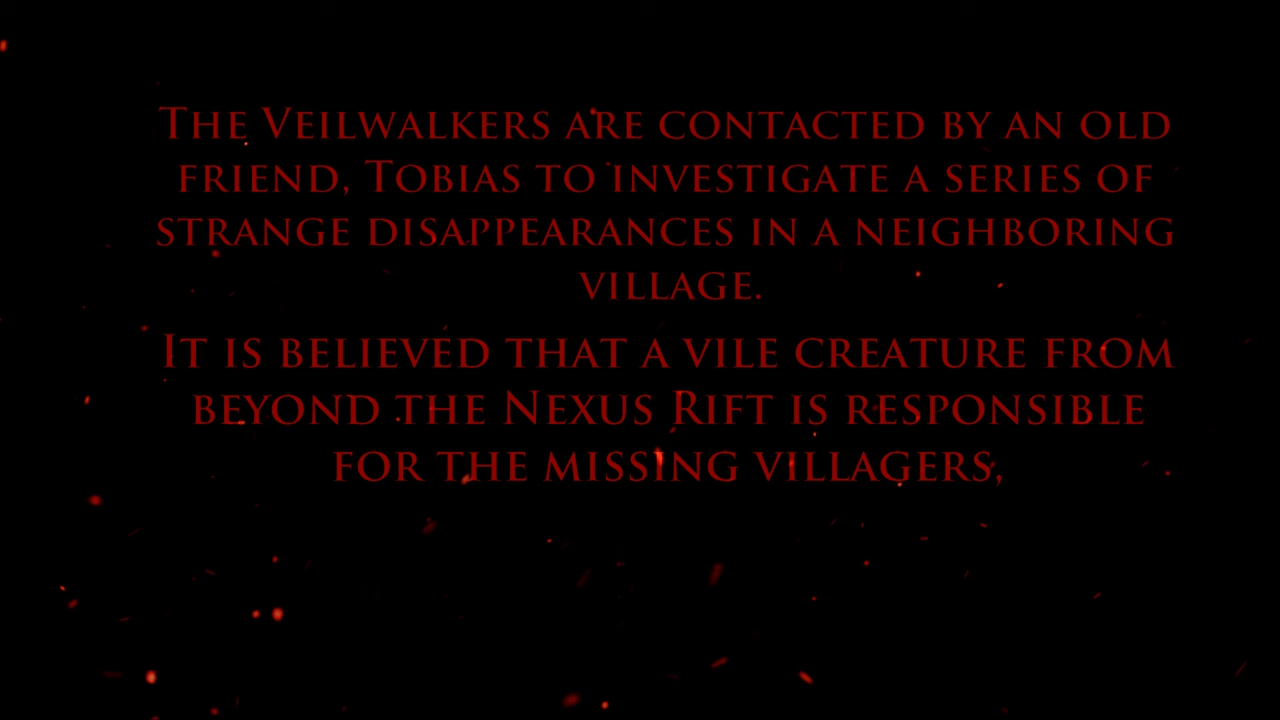 The Veilwalkers are contacted by an old
friend, Tobias to investigate a series of
strange disappearances in a neighboring
village.
It is believed that a vile creature from
beyond the Nexus Rift is responsible
for the missing villagers,